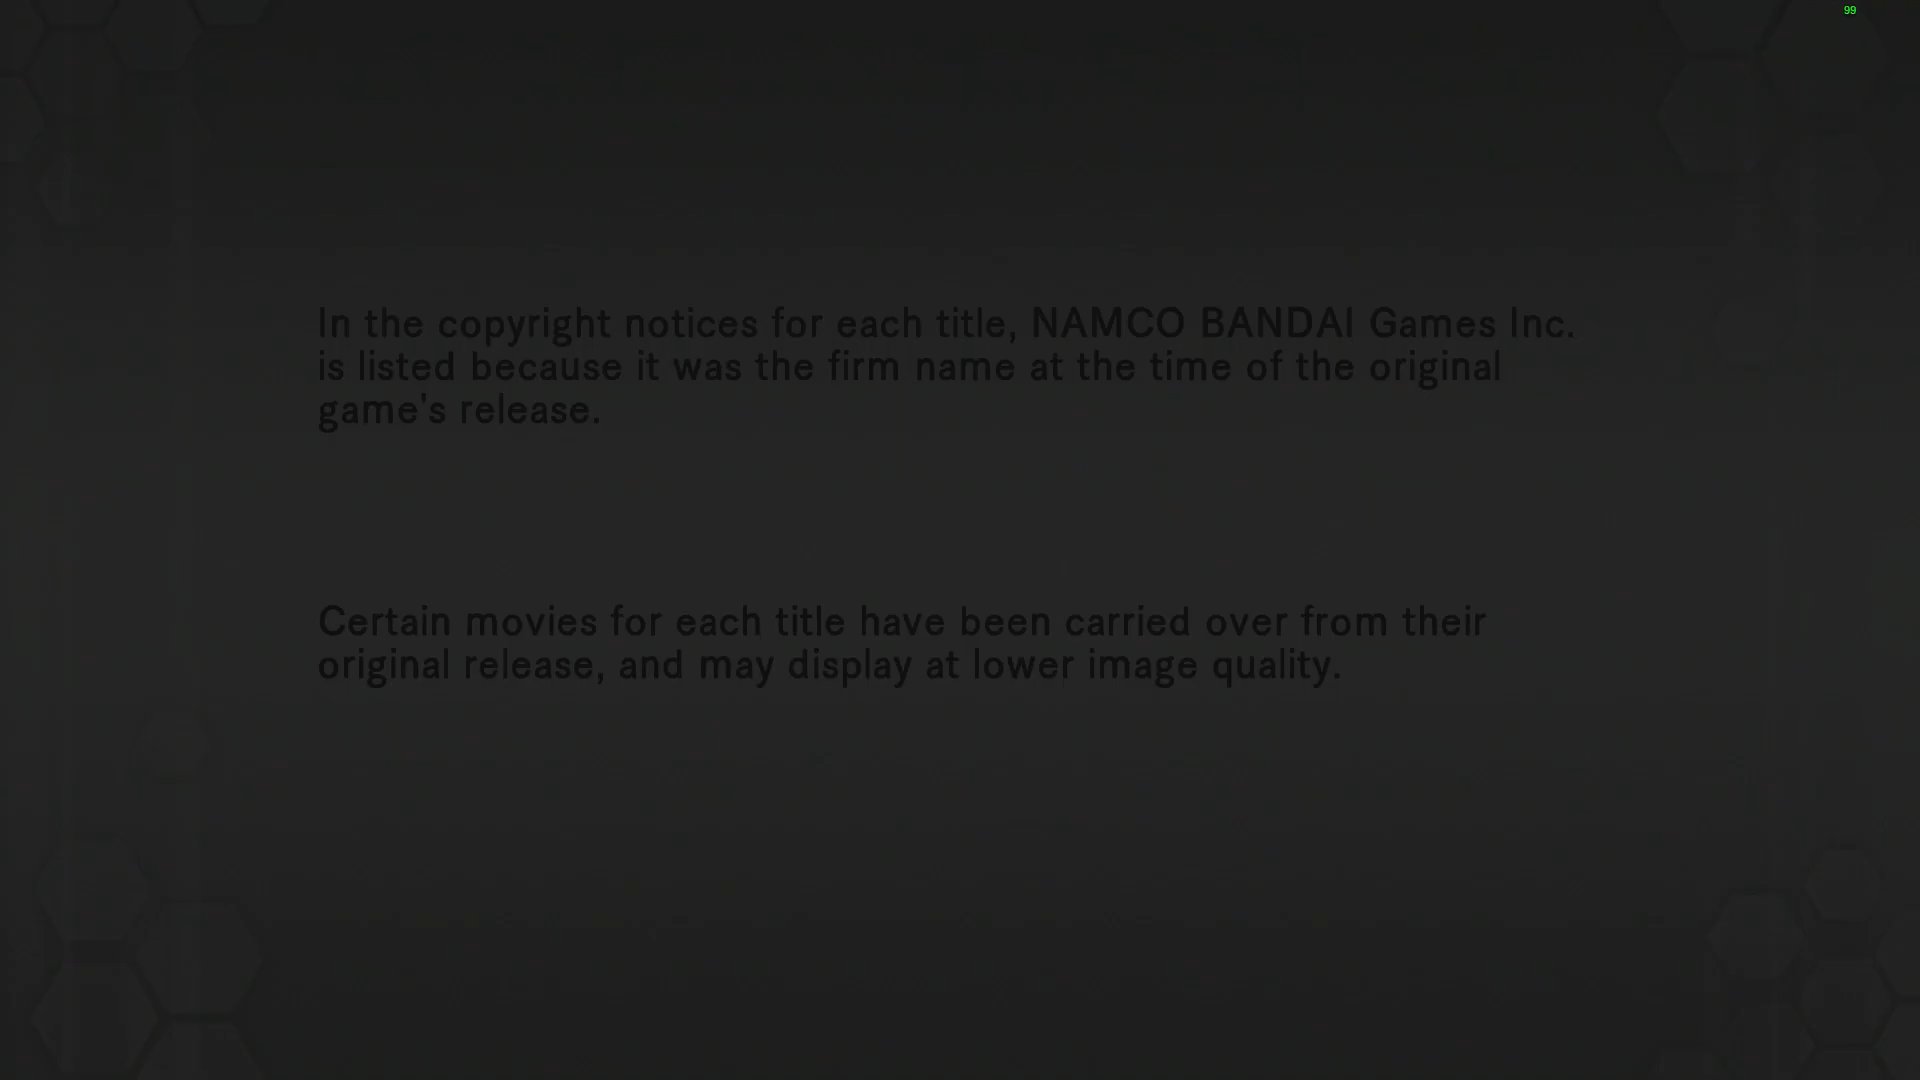 99
In the copyright notices for each title, NAMCO BANDAI Games Inc.
is listed because it was the firm name at the time of the original
game's release.
Certain movies for each title have been carried over from their
original release, and may display at lower image quality.